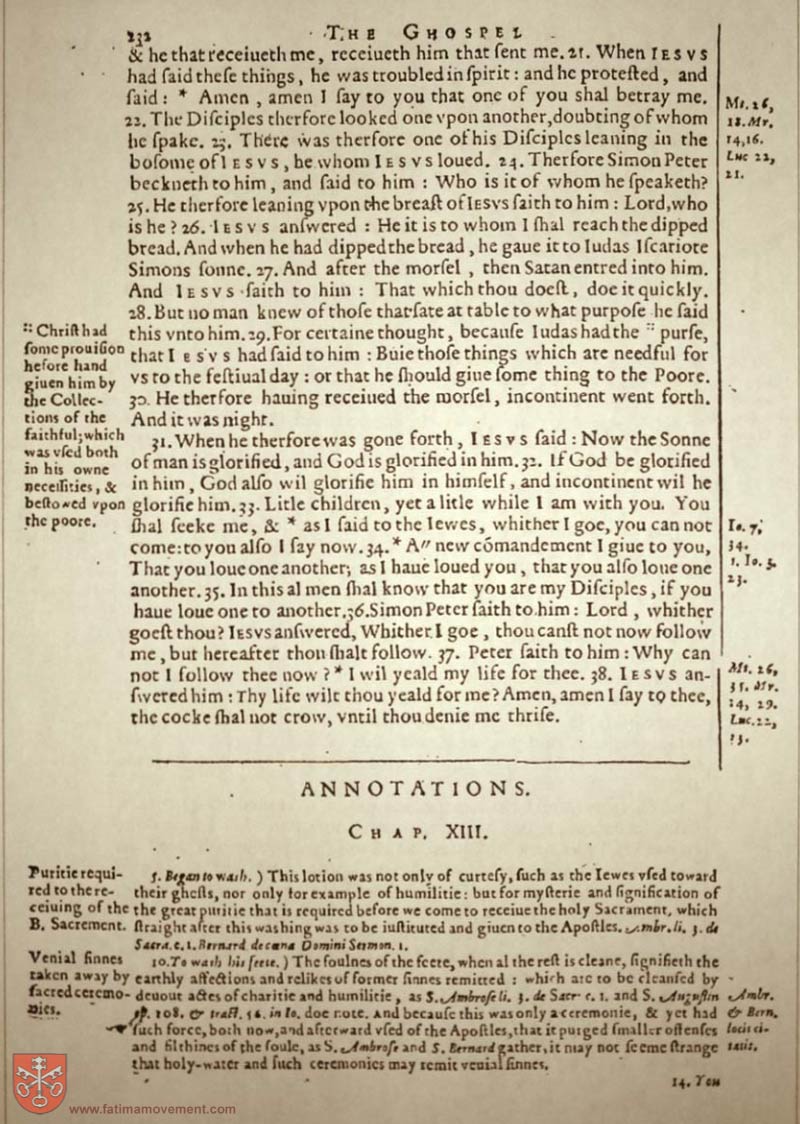 232 THE GHOSPEL
& he that receiueth me, receiueth him that ſent me. 21. When IESVS
had ſaid theſe things, he was troubled in ſpirit: and he proteſted, and
ſaid: * Amen, amen I ſay to you that one of you shal betray me.
22. The Diſciples therfore looked one vpon another, doubting of whom
he ſpake. 23. There was therfore one of his Diſciples leaning in the
boſome of IESVS, he whom IESVS loued. 24. Therfore Simon Peter
beckneth to him, and ſaid to him: Who is it of whom he ſpeaketh?
25. He therfore leaning vpon the breaſt of IESVS ſaith to him: Lord, who
is he? 26. IESVS anſwered: He it is to whom I ſhal reach the dipped
bread. And when he had dipped the bread, he gaue it to Iudas Iſcariote
Simons ſonne. 27. And after the morſel, then Satan entred into him.
And IESVS ſaith to him: That which thou doeſt, doe it quickly.
28. But no man knew of thoſe that ſate at table to what purpoſe he ſaid
this vnto him. 29. For certaine thought, becauſe Iudas had the :: purſe,
that IESVS had ſaid to him: Buie thoſe things which are needful for
vs to the feſtiual day: or that he ſhould giue ſome thing to the Poore.
30. He therfore hauing receiued the morſel, incontinent went forth.
And it was night.
31. When he therfore was gone forth, IESVS ſaid: Now the Sonne
of man is glorified, and God is glorified in him. 32. If God be glorified
in him, God alſo wil glorifie him in himſelf, and incontinent wil he
glorifie him. 33. Litle children, yet a litle while I am with you. You
ſhal ſeeke me, & * as I ſaid to the Iewes, whither I goe, you can not
come: to you alſo I ſay now. 34. * A" new cōmandement I giue to you,
That you loue one another; as I haue loued you, that you alſo loue one
another. 35. In this al men ſhal know that you are my Diſciples, if you
haue loue one to another. 36. Simon Peter ſaith to him: Lord, whither
goeſt thou? IESVS anſwered, Whither I goe, thou canſt not now follow
me, but hereafter thou ſhalt follow. 37. Peter ſaith to him: Why can
not I follow thee now? * I wil yeald my life for thee. 38. IESVS an-
ſwered him: Thy life wilt thou yeald for me? Amen, amen I ſay to thee,
the cocke ſhal not crow, vntil thou denie me thriſe.
:: Chriſt had
ſome prouiſion
before hand
giuen him by
the Collec-
tions of the
faithful; which
was vſed both
in his owne
neceſſities, &
beſtowed vpon
the poore.
Mt. 26,
Mr.
14, 16.
Luc 22,
21.
Io. 7,
34.
1. Io. 3,
23.
Mt. 26,
35. Mr.
14, 29.
Luc. 22,
33.
ANNOTATIONS.
CHAP. XIII.
5. Began to waſh. ) This lotion was not only of curteſy, ſuch as the Iewes vſed toward
their gheſts, nor only for example of humilitie: but for myſterie and ſignification of
the great puritie that is required before we come to receiue the holy Sacrament, which
ſtraight after this washing was to be inſtituted and giuen to the Apoſtles. Ambr. li. 3. de
Sacra. c. 1. Bernard de cœna Domini Sermon. 1.
10. To waſh his feete. ) The foulnes of the feete, when al the reſt is cleane, ſignifieth the
earthly affections and relikes of former ſinnes remitted: which are to be cleanſed by
deuout actes of charitie and humilitie, as S. Ambroſe li. 3. de Sacr c. 1. and S. Auguſtin
ep. 108. & tract. 56. in Io. doe note. And becauſe this was only a ceremonie, & yet had
ſuch force, both now, and afterward vſed of the Apoſtles, that it purged ſmaller offenſes
and filthines of the ſoule, as S. Ambroſe and S. Bernard gather, it may not ſeeme ſtrange
that holy-water and ſuch ceremonies may remit venial ſinnes.
Puritie requi-
red to the re-
ceiuing of the
B. Sacrement.
Venial ſinnes
taken away by
ſacred ceremo-
nies.
Ambr.
& Bern.
locis ci-
tatis.
14. You
www.fatimamovement.com